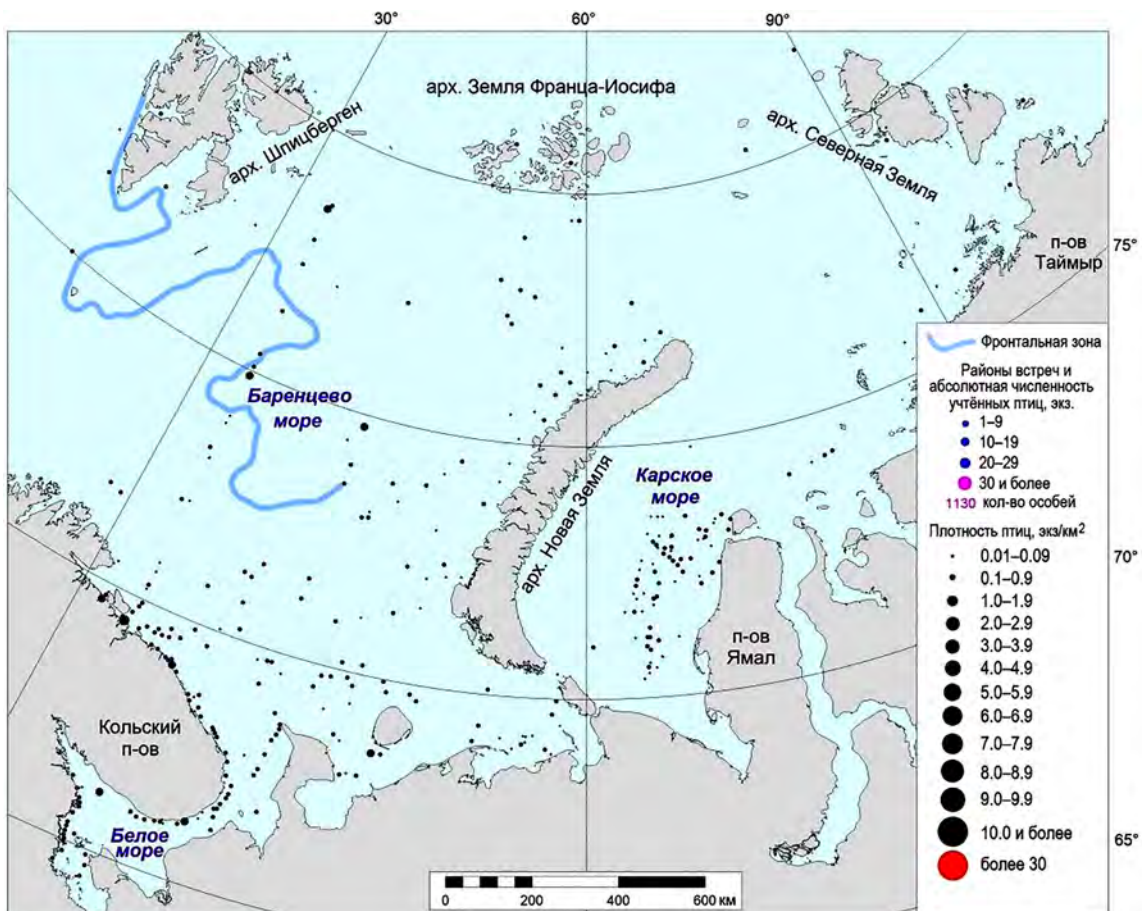 30°
60°
90°
арх. Земля Франца-Иосифа
арх. Шпицберген
арх. Северная Земля
п-ов
Таймыр
75°
Баренцево
море
Карское
море
арх. Новая Земля
70°
п-ов
Ямал
Кольский
п-ов
Белое
море
65°
0 200 400 600 км
Фронтальная зона
Районы встреч и
абсолютная численность
учтённых птиц, экз.
1–9
10–19
20–29
30 и более
1130 кол-во особей
Плотность птиц, экз/км²
0.01–0.09
0.1–0.9
1.0–1.9
2.0–2.9
3.0–3.9
4.0–4.9
5.0–5.9
6.0–6.9
7.0–7.9
8.0–8.9
9.0–9.9
10.0 и более
более 30